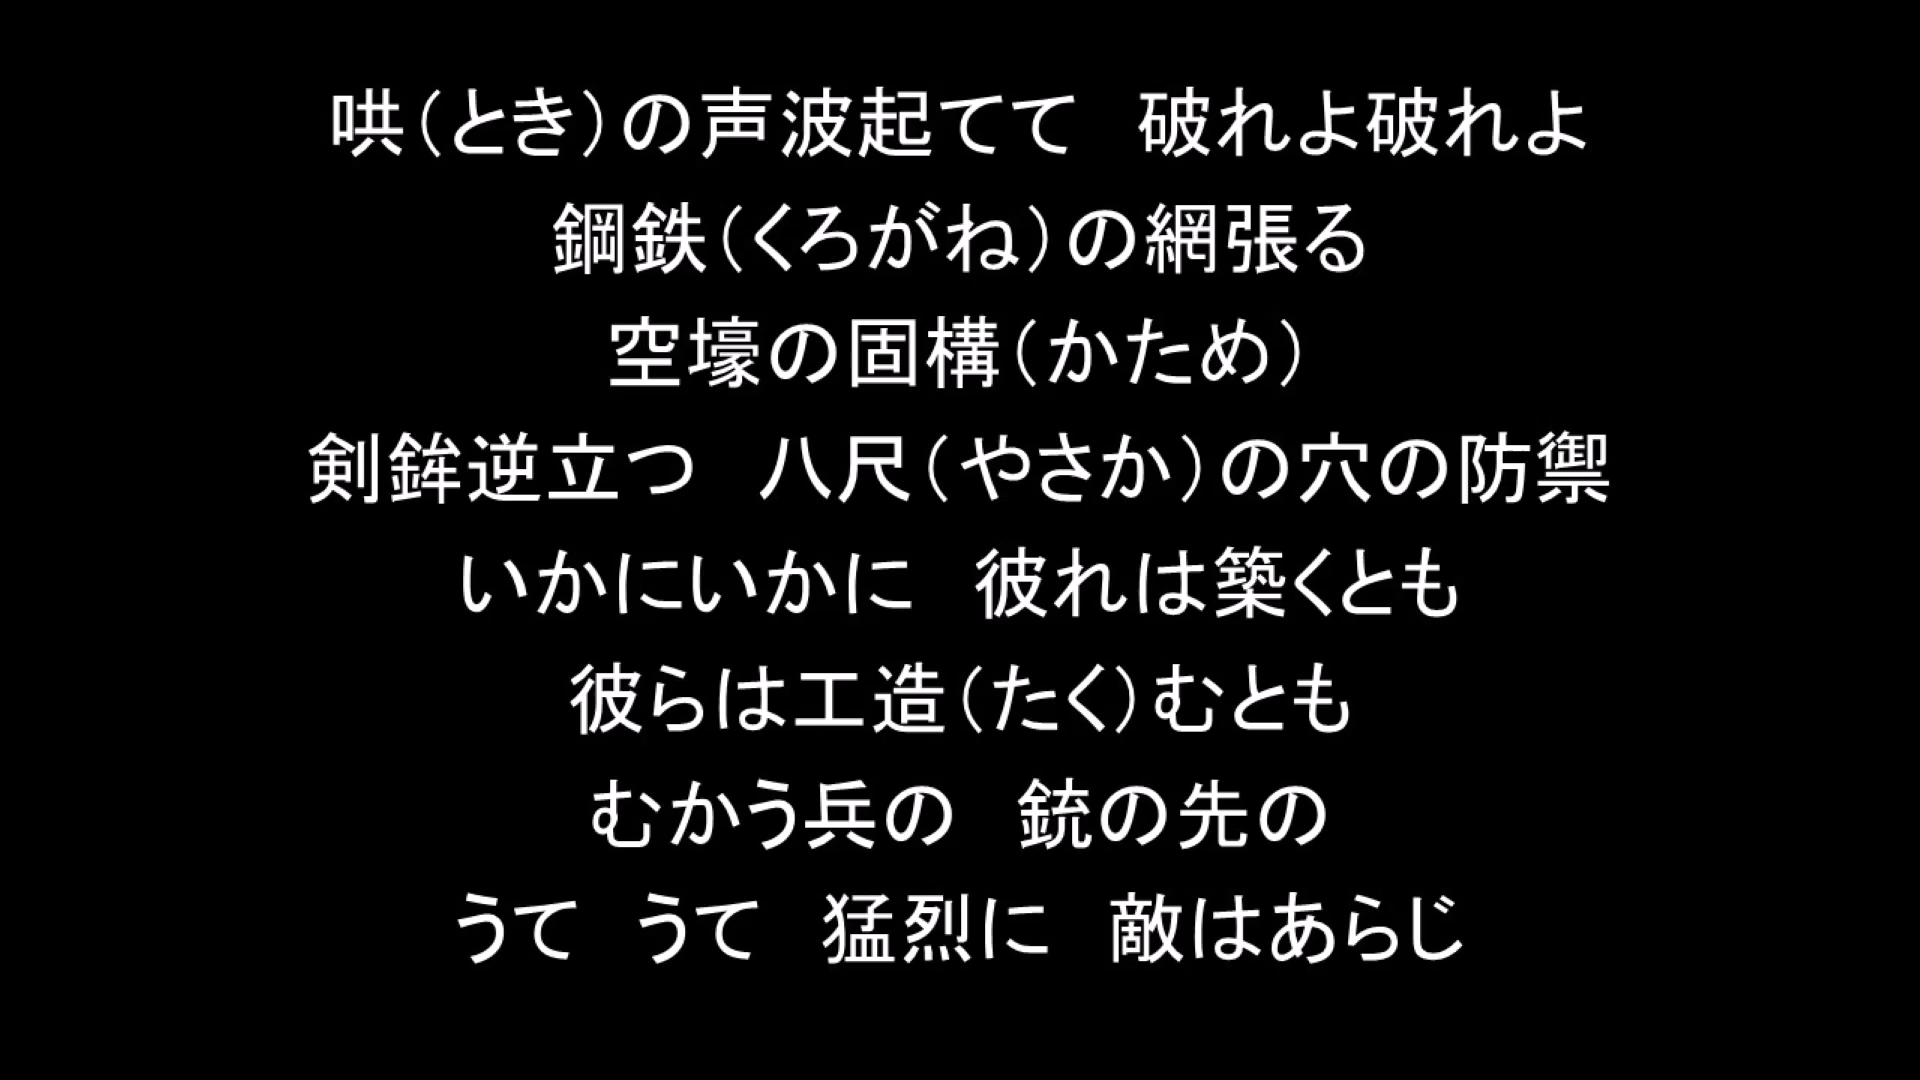 哄（とき）の声波起てて　破れよ破れよ
鋼鉄（くろがね）の網張る
空壕の固構（かため）
剣鉾逆立つ　八尺（やさか）の穴の防禦
いかにいかに　彼れは築くとも
彼らは工造（たく）むとも
むかう兵の　銃の先の
うて　うて　猛烈に　敵はあらじ